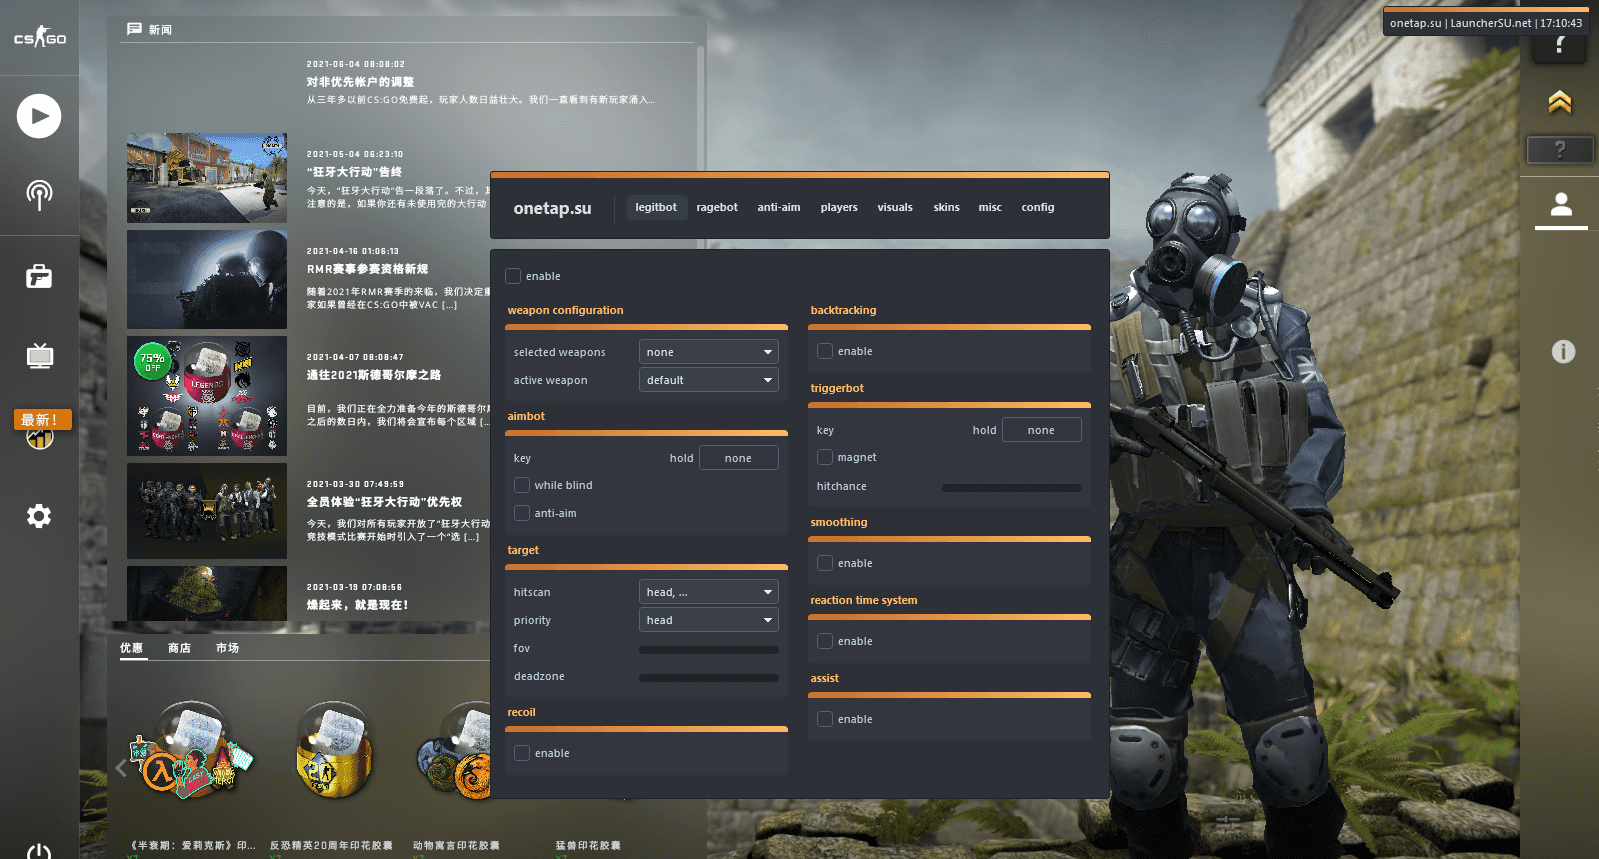 CS GO
新闻
2021-06-04 08:08:02
对非优先帐户的调整
从三年多以前CS:GO免费起，玩家人数日益壮大。我们一直看到有新玩家涌入...
2021-05-04 06:23:10
“狂牙大行动”告终
今天，“狂牙大行动”告一段落了。不过，其
注意的是，如果你还有未使用完的大行动
2021-04-16 01:06:13
RMR赛事参赛资格新规
随着2021年RMR赛季的来临，我们决定重
家如果曾经在CS:GO中被VAC [...]
75%
OFF
LEGENDS
2021-04-07 08:08:47
通往2021斯德哥尔摩之路
目前，我们正在全力准备今年的斯德哥尔摩
之后的数日内，我们将会宣布每个区域 [...
2021-03-30 07:49:59
全员体验“狂牙大行动”优先权
今天，我们对所有玩家开放了“狂牙大行动
竞技模式比赛开始时引入了一个“选 [...]
2021-03-19 07:08:56
燥起来，就是现在！
最新！
优惠 商店 市场
《半衰期：爱莉克斯》印...
反恐精英20周年印花胶囊
动物寓言印花胶囊
猛兽印花胶囊
onetap.su | LauncherSU.net | 17:10:43
?
?
onetap.su
legitbot ragebot anti-aim players visuals skins misc config
enable
weapon configuration
selected weapons none
active weapon default
aimbot
key hold none
while blind
anti-aim
target
hitscan head, ...
priority head
fov
deadzone
recoil
enable
backtracking
enable
triggerbot
key hold none
magnet
hitchance
smoothing
enable
reaction time system
enable
assist
enable